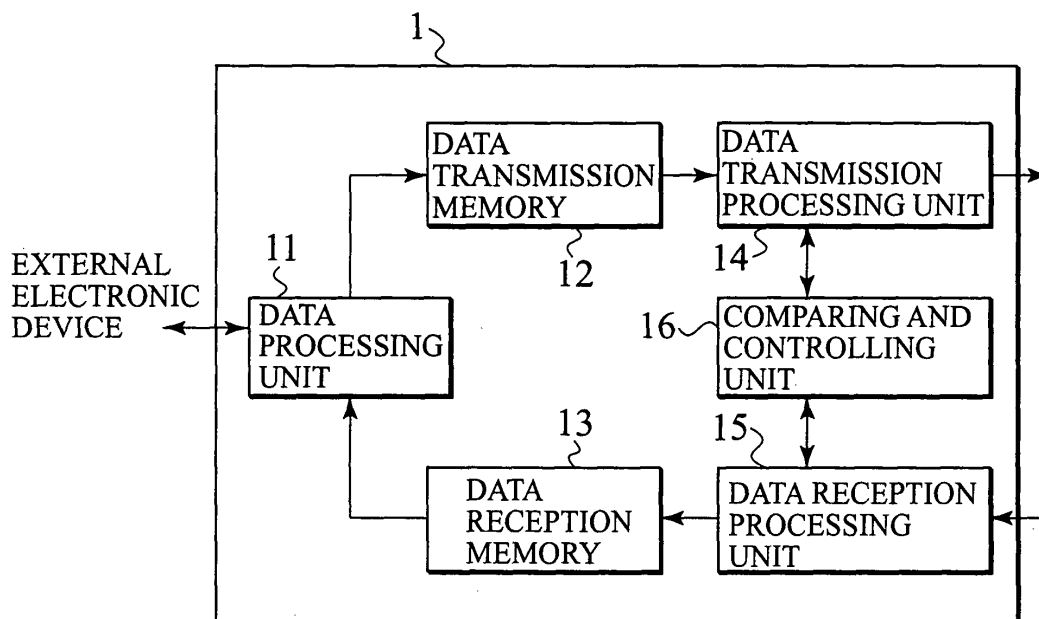 1
DATA
TRANSMISSION
MEMORY
12
DATA
TRANSMISSION
PROCESSING UNIT
14
EXTERNAL
ELECTRONIC
DEVICE
11
DATA
PROCESSING
UNIT
16
COMPARING AND
CONTROLLING
UNIT
13
DATA
RECEPTION
MEMORY
15
DATA RECEPTION
PROCESSING
UNIT